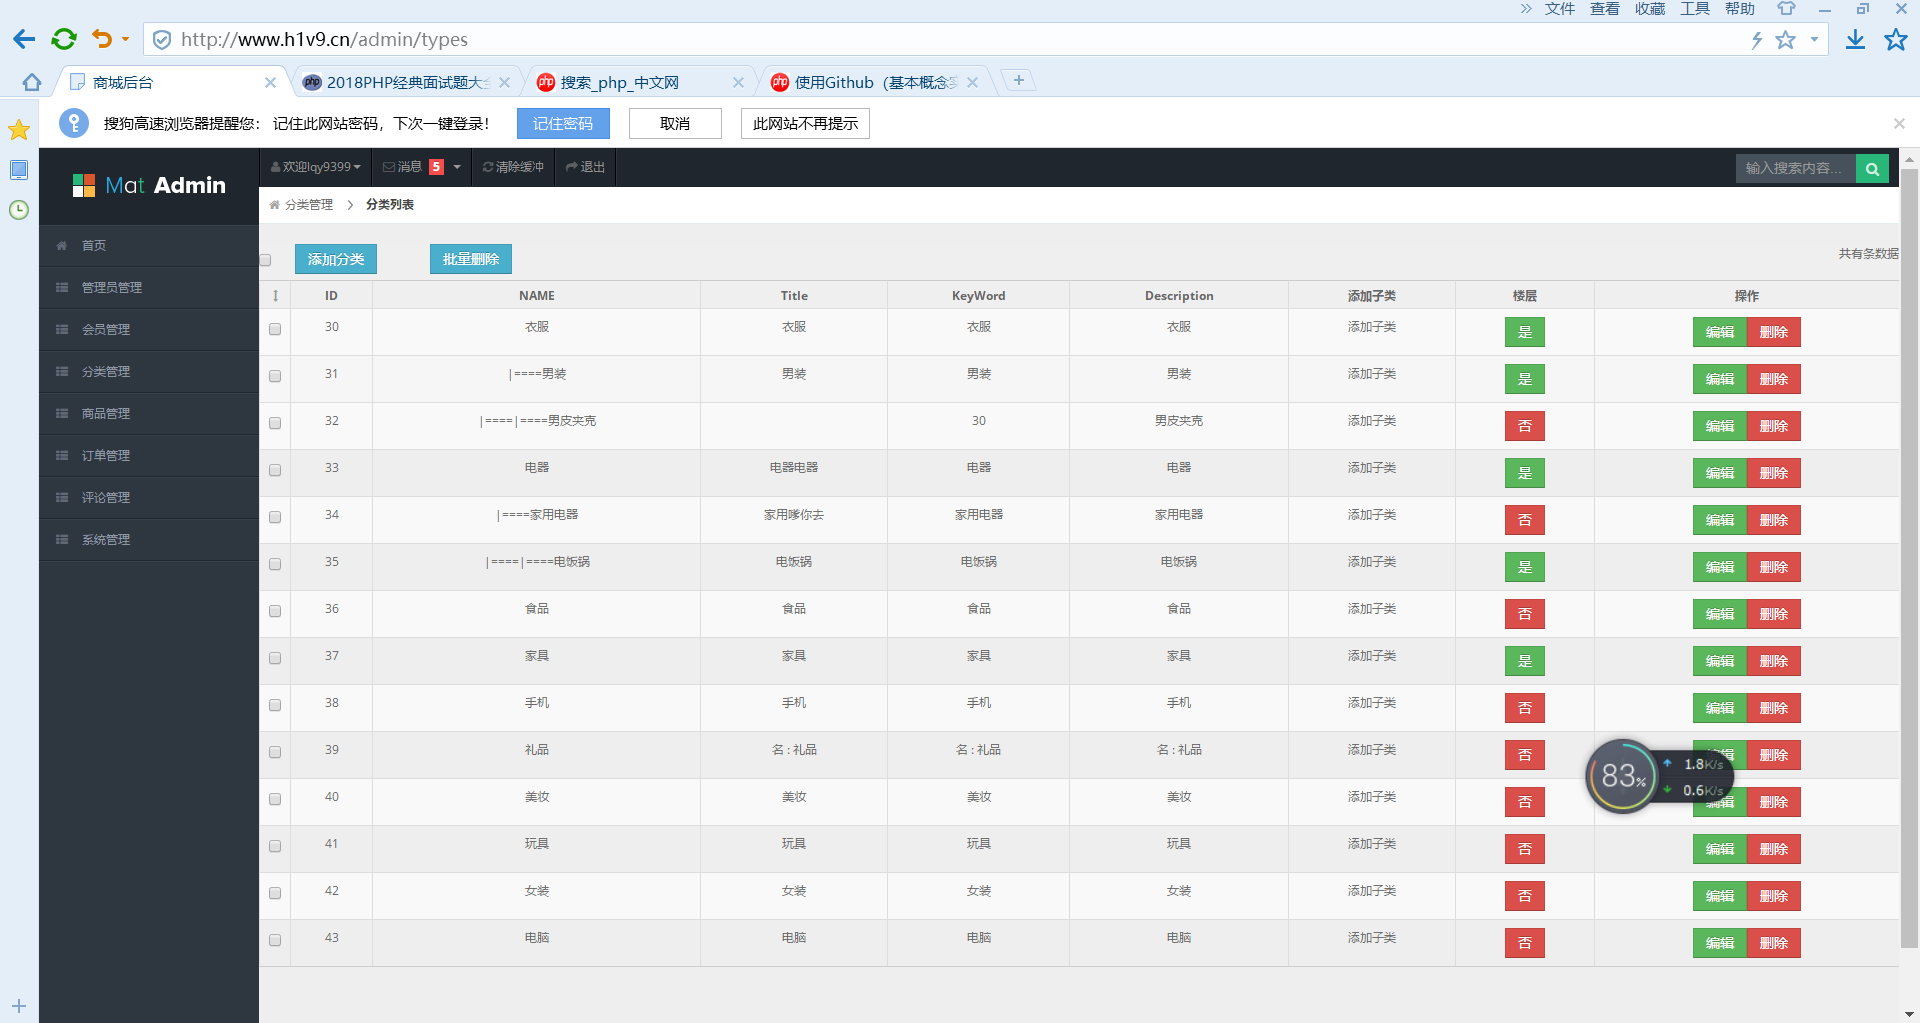 文件 查看 收藏 工具 帮助
http://www.h1v9.cn/admin/types
商城后台 2018PHP经典面试题大 搜索_php_中文网 使用Github（基本概念
搜狗高速浏览器提醒您： 记住此网站密码，下次一键登录！ 记住密码 取消 此网站不再提示
Mat Admin
欢迎lqy9399 消息 5 清除缓冲 退出 输入搜索内容...
分类管理 分类列表
首页
管理员管理
会员管理
分类管理
商品管理
订单管理
评论管理
系统管理
添加分类 批量删除 共有条数据
ID NAME Title KeyWord Description 添加子类 楼层 操作
30 衣服 衣服 衣服 衣服 添加子类 是 编辑 删除
31 |====男装 男装 男装 男装 添加子类 是 编辑 删除
32 |====|====男皮夹克 30 男皮夹克 添加子类 否 编辑 删除
33 电器 电器电器 电器 电器 添加子类 是 编辑 删除
34 |====家用电器 家用嗲你去 家用电器 家用电器 添加子类 否 编辑 删除
35 |====|====电饭锅 电饭锅 电饭锅 电饭锅 添加子类 是 编辑 删除
36 食品 食品 食品 食品 添加子类 否 编辑 删除
37 家具 家具 家具 家具 添加子类 是 编辑 删除
38 手机 手机 手机 手机 添加子类 否 编辑 删除
39 礼品 名 : 礼品 名 : 礼品 名 : 礼品 添加子类 否 编辑 删除
40 美妆 美妆 美妆 美妆 添加子类 否 编辑 删除
41 玩具 玩具 玩具 玩具 添加子类 否 编辑 删除
42 女装 女装 女装 女装 添加子类 否 编辑 删除
43 电脑 电脑 电脑 电脑 添加子类 否 编辑 删除
83%
1.8K/s
0.6K/s